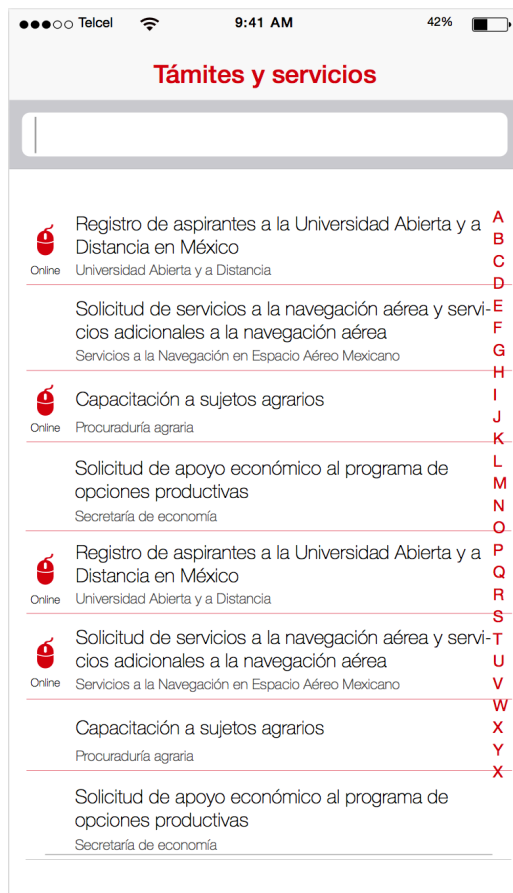 Telcel 9:41 AM 42%
Támites y servicios
Registro de aspirantes a la Universidad Abierta y a
Distancia en México
Online
Universidad Abierta y a Distancia
Solicitud de servicios a la navegación aérea y servi-
cios adicionales a la navegación aérea
Servicios a la Navegación en Espacio Aéreo Mexicano
Capacitación a sujetos agrarios
Online
Procuraduría agraria
Solicitud de apoyo económico al programa de
opciones productivas
Secretaría de economía
Registro de aspirantes a la Universidad Abierta y a
Distancia en México
Online
Universidad Abierta y a Distancia
Solicitud de servicios a la navegación aérea y servi-
cios adicionales a la navegación aérea
Online
Servicios a la Navegación en Espacio Aéreo Mexicano
Capacitación a sujetos agrarios
Procuraduría agraria
Solicitud de apoyo económico al programa de
opciones productivas
Secretaría de economía
A
B
C
D
E
F
G
H
I
J
K
L
M
N
O
P
Q
R
S
T
U
V
W
X
Y
X